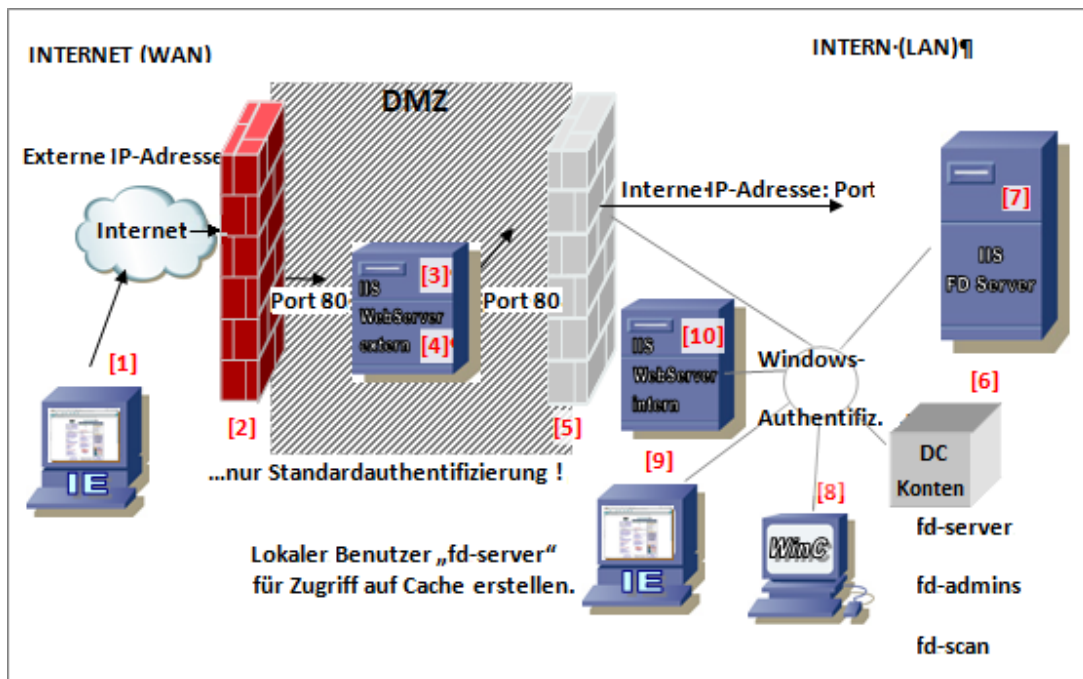 INTERNET (WAN)
INTERN·(LAN)¶
DMZ
Externe IP-Adresse
Internet
Interne·IP-Adresse: Port
[7]
IIS
FD Server
[1]
Port 80
[3]
IIS
WebServer
extern
[4]
Port 80
[10]
IIS
WebServer
intern
Windows-
Authentifiz.
[6]
[2]
[5]
...nur Standardauthentifizierung !
[9]
[8]
DC
Konten
IE
Lokaler Benutzer „fd-server“
für Zugriff auf Cache erstellen.
IE
WinC
fd-server
fd-admins
fd-scan